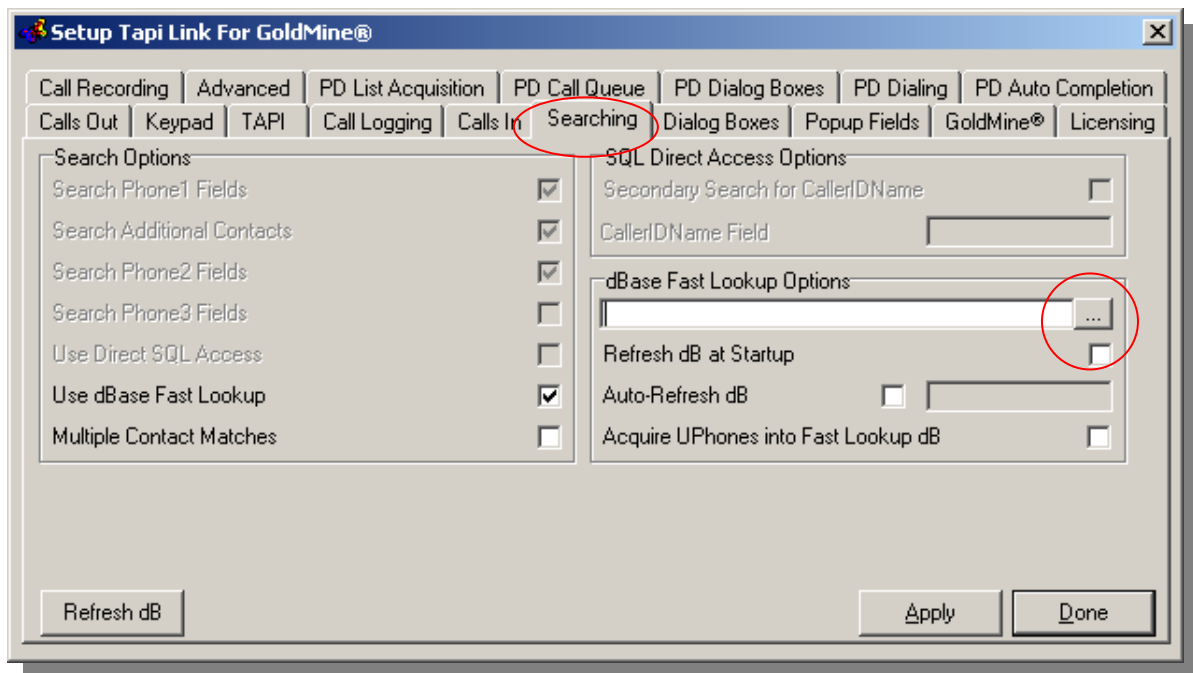 Setup Tapi Link For GoldMine®
Call Recording Advanced PD List Acquisition PD Call Queue PD Dialog Boxes PD Dialing PD Auto Completion
Calls Out Keypad TAPI Call Logging Calls In Searching Dialog Boxes Popup Fields GoldMine® Licensing
Search Options
Search Phone1 Fields
Search Additional Contacts
Search Phone2 Fields
Search Phone3 Fields
Use Direct SQL Access
Use dBase Fast Lookup
Multiple Contact Matches
SQL Direct Access Options
Secondary Search for CallerIDName
CallerIDName Field
dBase Fast Lookup Options
...
Refresh dB at Startup
Auto-Refresh dB
Acquire UPhones into Fast Lookup dB
Refresh dB Apply Done